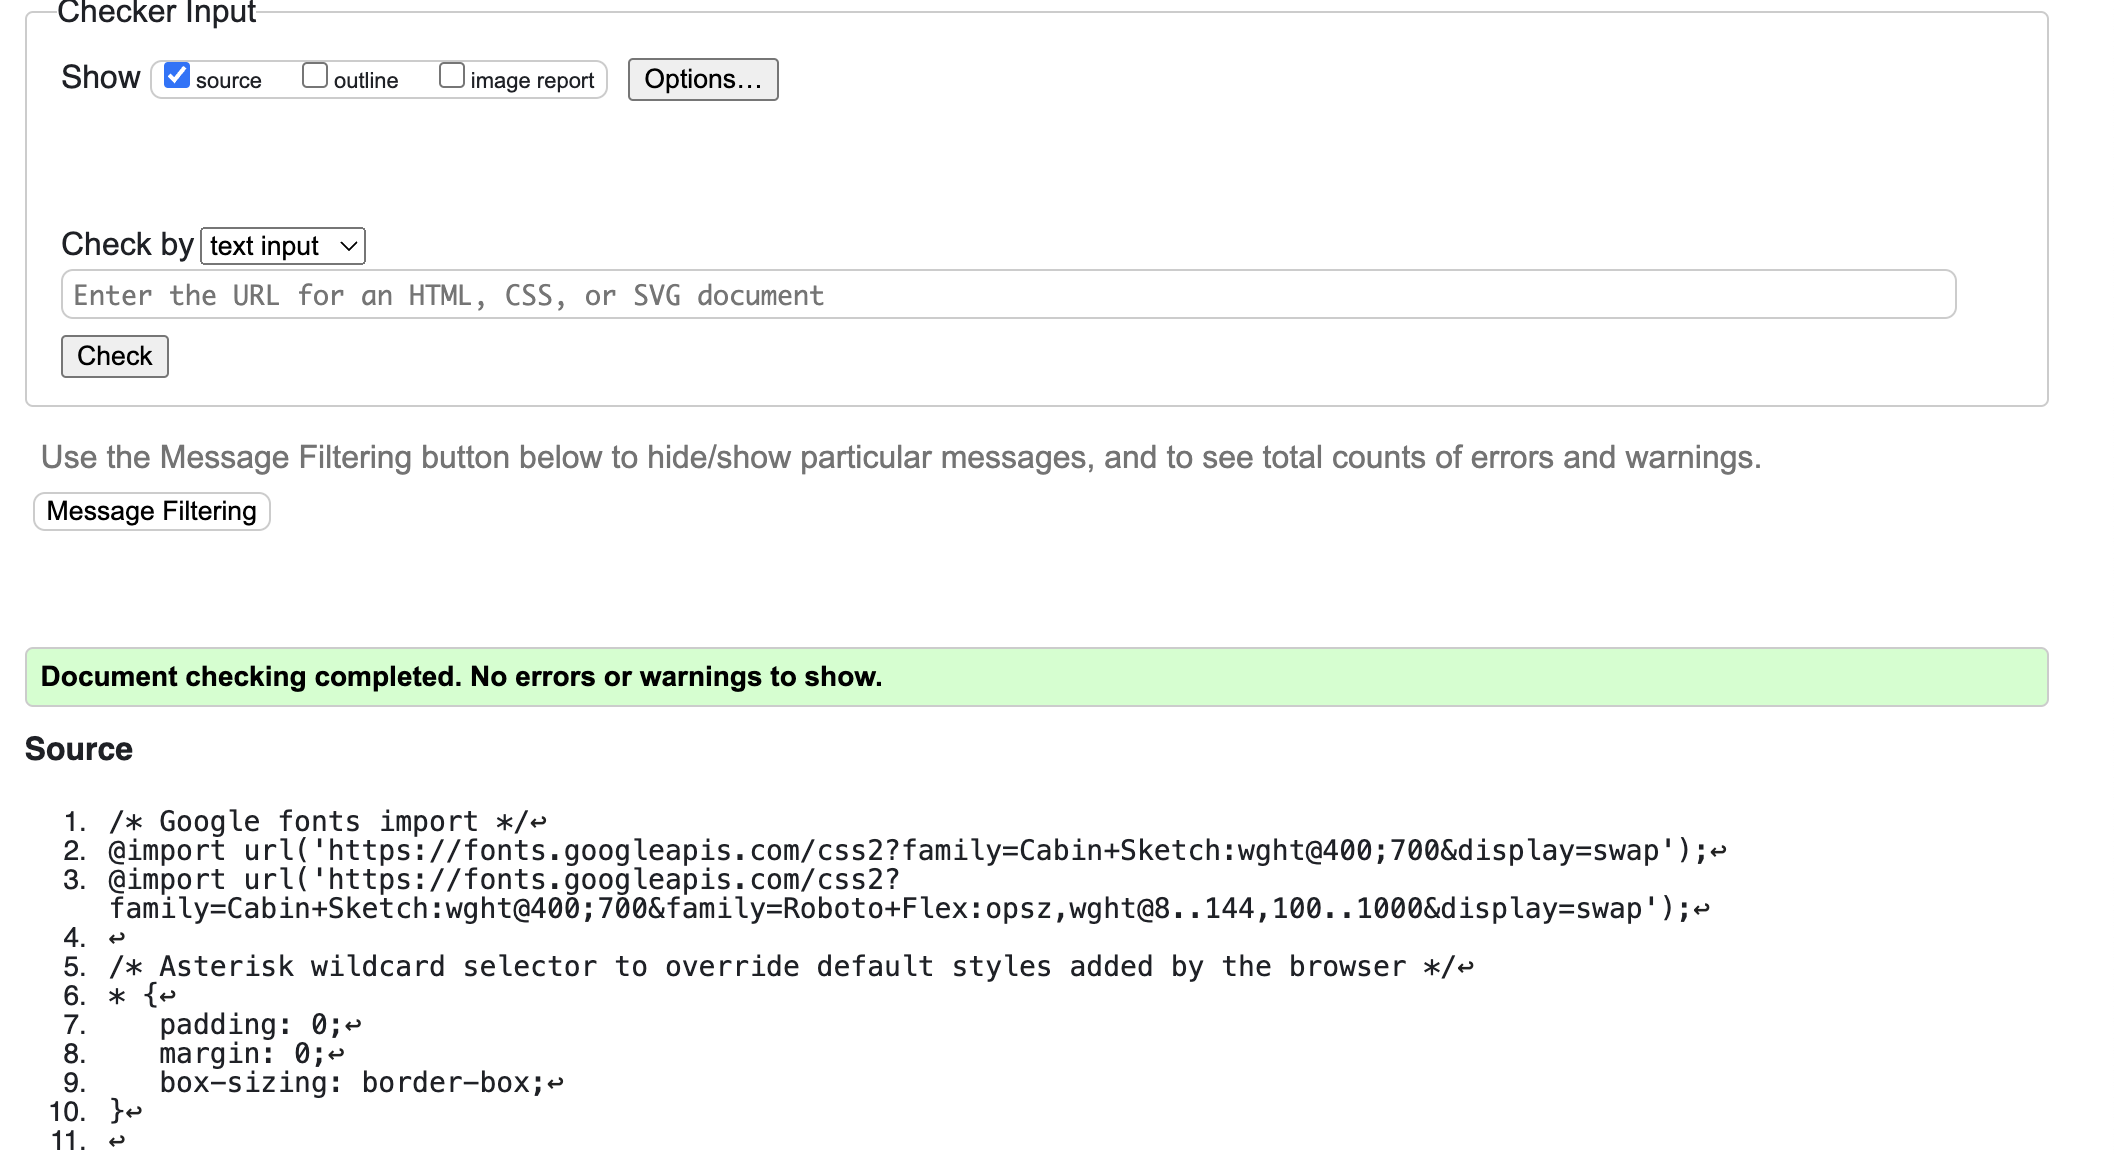 Checker Input
Show source outline image report Options...
Check by text input
Enter the URL for an HTML, CSS, or SVG document
Check
Use the Message Filtering button below to hide/show particular messages, and to see total counts of errors and warnings.
Message Filtering
Document checking completed. No errors or warnings to show.
Source
1. /* Google fonts import */↩
2. @import url('https://fonts.googleapis.com/css2?family=Cabin+Sketch:wght@400;700&display=swap');↩
3. @import url('https://fonts.googleapis.com/css2?
family=Cabin+Sketch:wght@400;700&family=Roboto+Flex:opsz,wght@8..144,100..1000&display=swap');↩
4. ↩
5. /* Asterisk wildcard selector to override default styles added by the browser */↩
6. * {↩
7. padding: 0;↩
8. margin: 0;↩
9. box-sizing: border-box;↩
10. }↩
11. ↩